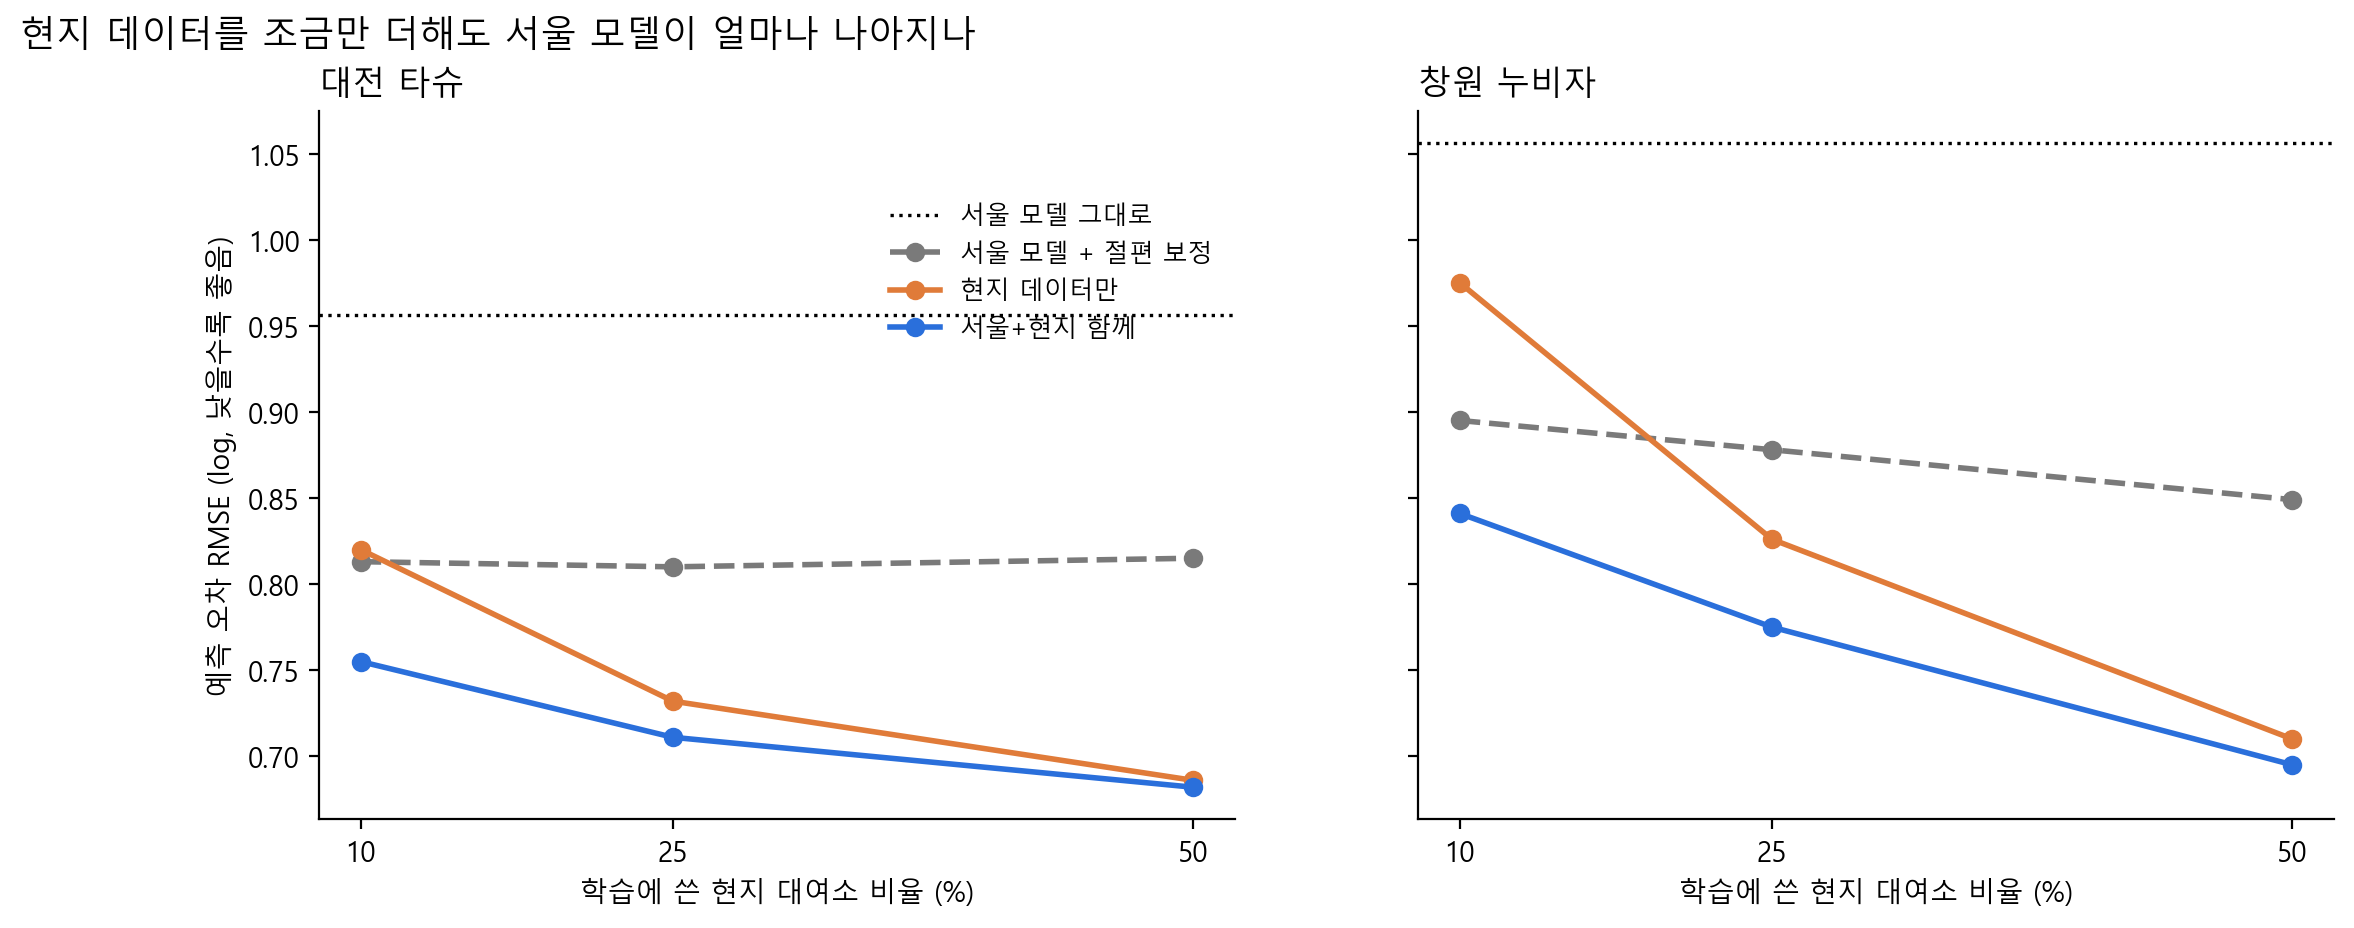 현지 데이터를 조금만 더해도 서울 모델이 얼마나 나아지나
대전 타슈
예측 오차 RMSE (log, 낮을수록 좋음)
1.05
1.00
0.95
0.90
0.85
0.80
0.75
0.70
서울 모델 그대로
서울 모델 + 절편 보정
현지 데이터만
서울+현지 함께
10
25
50
학습에 쓴 현지 대여소 비율 (%)
창원 누비자
10
25
50
학습에 쓴 현지 대여소 비율 (%)